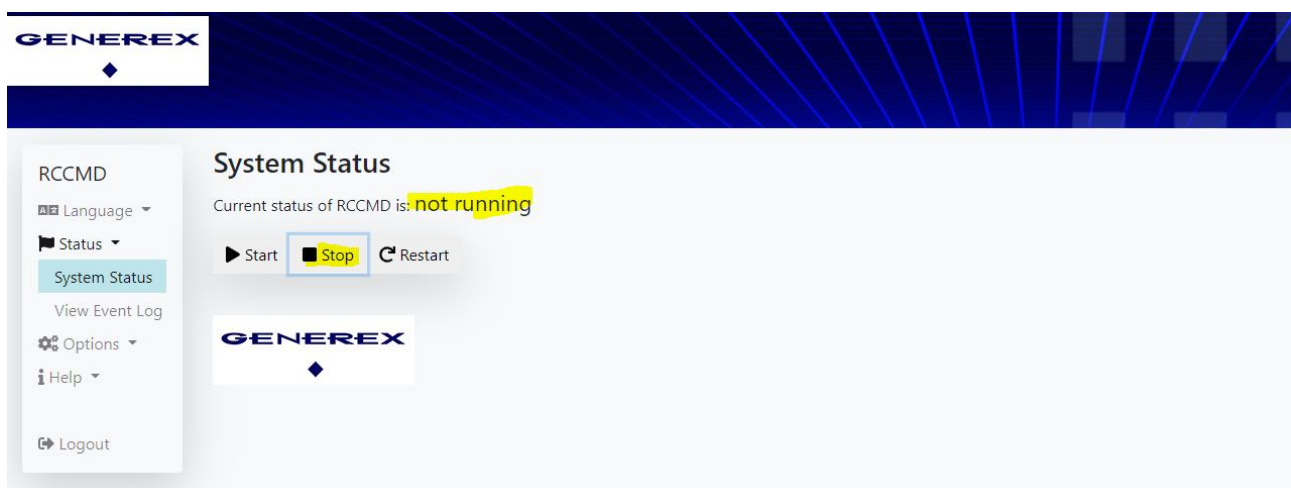 GENEREX
RCCMD
Language
Status
System Status
View Event Log
Options
Help
Logout
System Status
Current status of RCCMD is: not running
Start Stop Restart
GENEREX